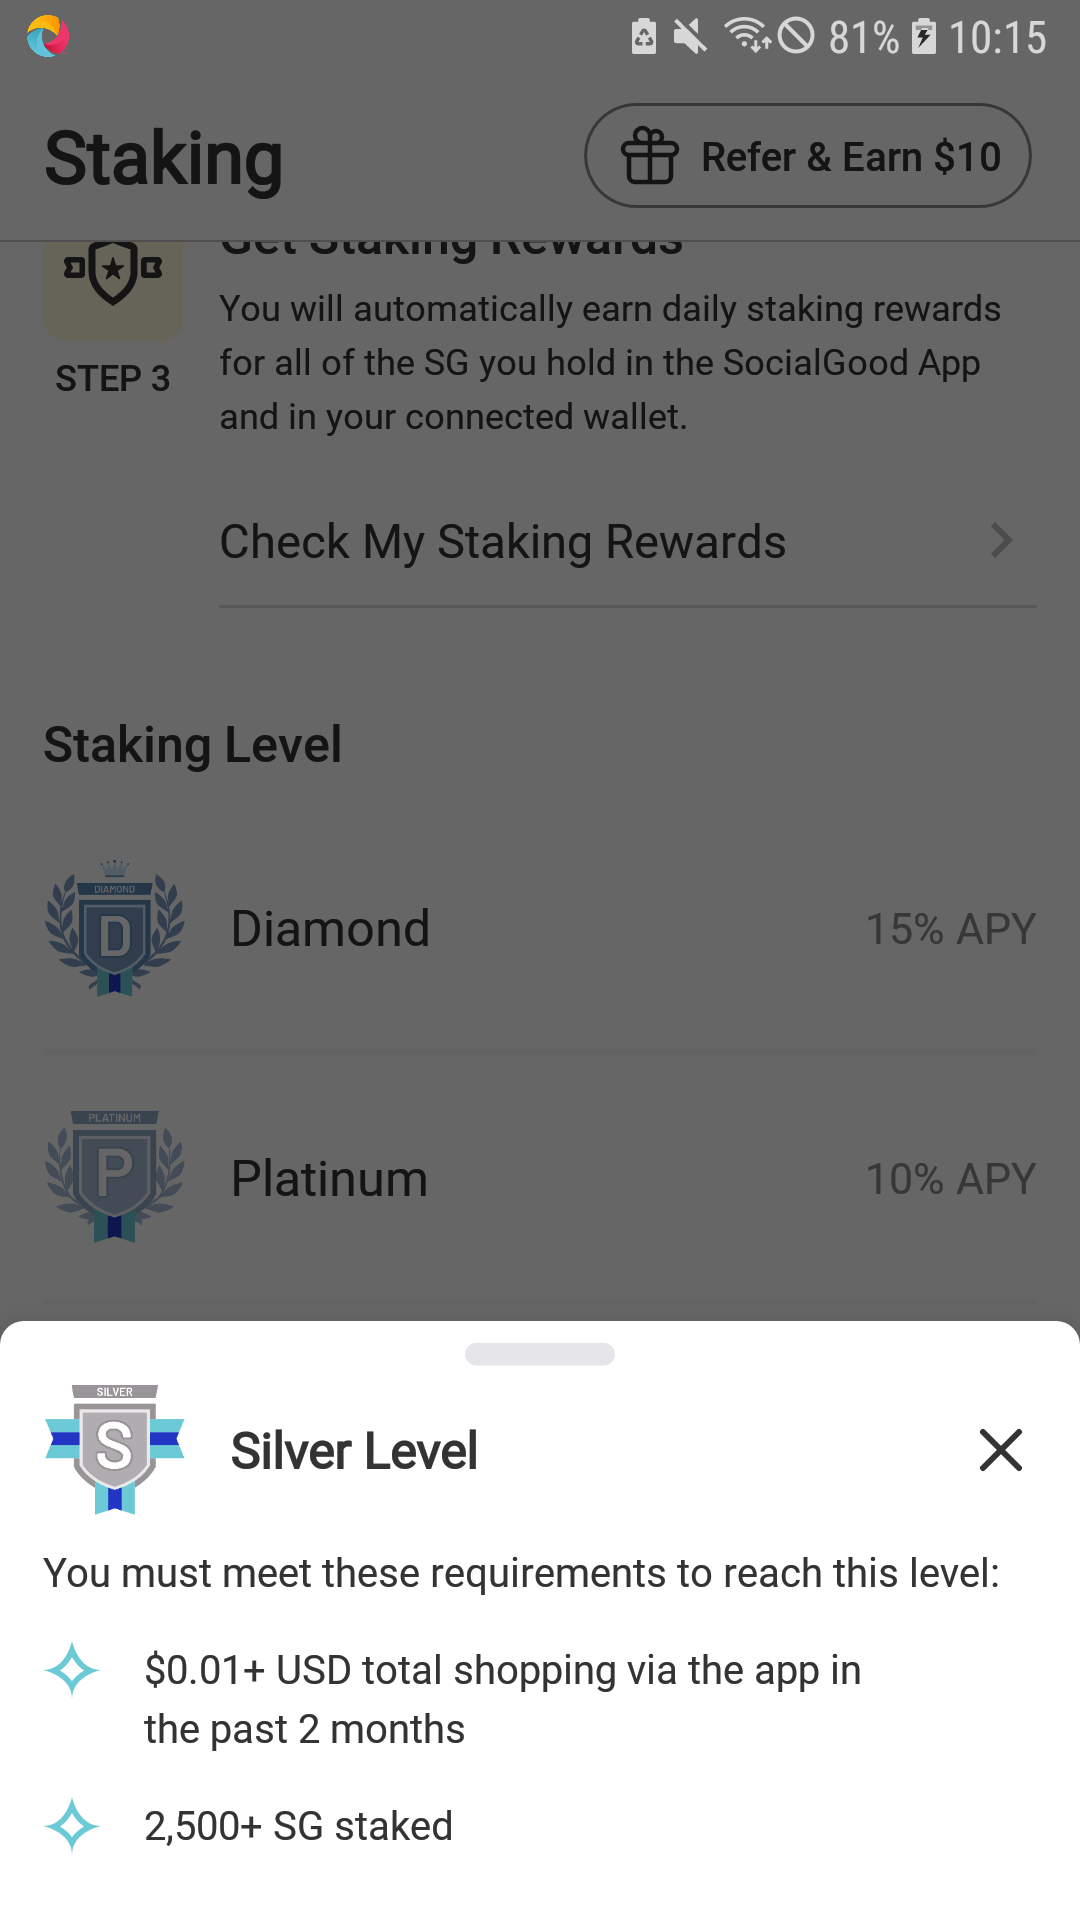 81% 10:15
Staking
Refer & Earn $10
Get Staking Rewards
You will automatically earn daily staking rewards
for all of the SG you hold in the SocialGood App
and in your connected wallet.
STEP 3
Check My Staking Rewards
Staking Level
DIAMOND
D
Diamond
15% APY
PLATINUM
P
Platinum
10% APY
SILVER
S
Silver Level
You must meet these requirements to reach this level:
$0.01+ USD total shopping via the app in
the past 2 months
2,500+ SG staked